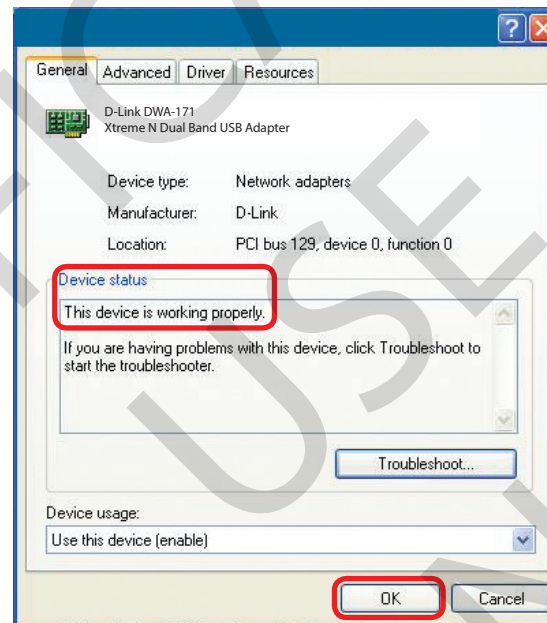 ?
General Advanced Driver Resources
D-Link DWA-171
Xtreme N Dual Band USB Adapter
Device type: Network adapters
Manufacturer: D-Link
Location: PCI bus 129, device 0, function 0
Device status
This device is working properly.
If you are having problems with this device, click Troubleshoot to
start the troubleshooter.
Troubleshoot...
Device usage:
Use this device (enable)
OK Cancel
USE